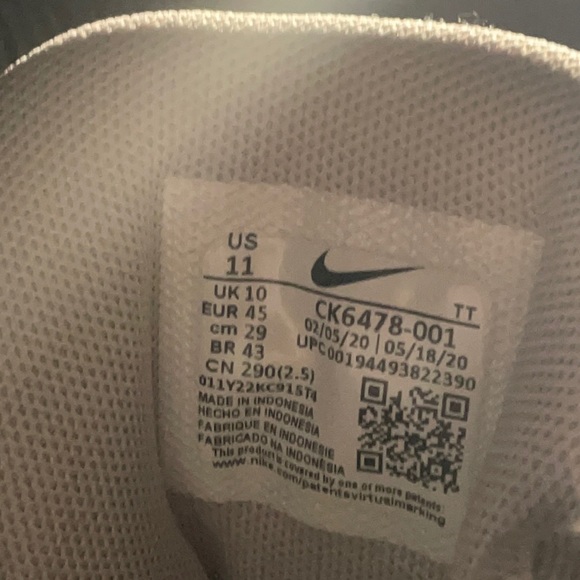 US
11
UK 10
EUR 45
cm 29
BR 43
CN 290(2.5)
011Y22KC915T4
MADE IN INDONESIA
HECHO EN INDONESIA
FABRIQUE EN INDONESIE
FABRICADO NA INDONESIA
This product is covered by one or more patents:
www.nike.com/patentsvirtualmarking
TT
CK6478-001
02/05/20 | 05/18/20
UPC00194493822390